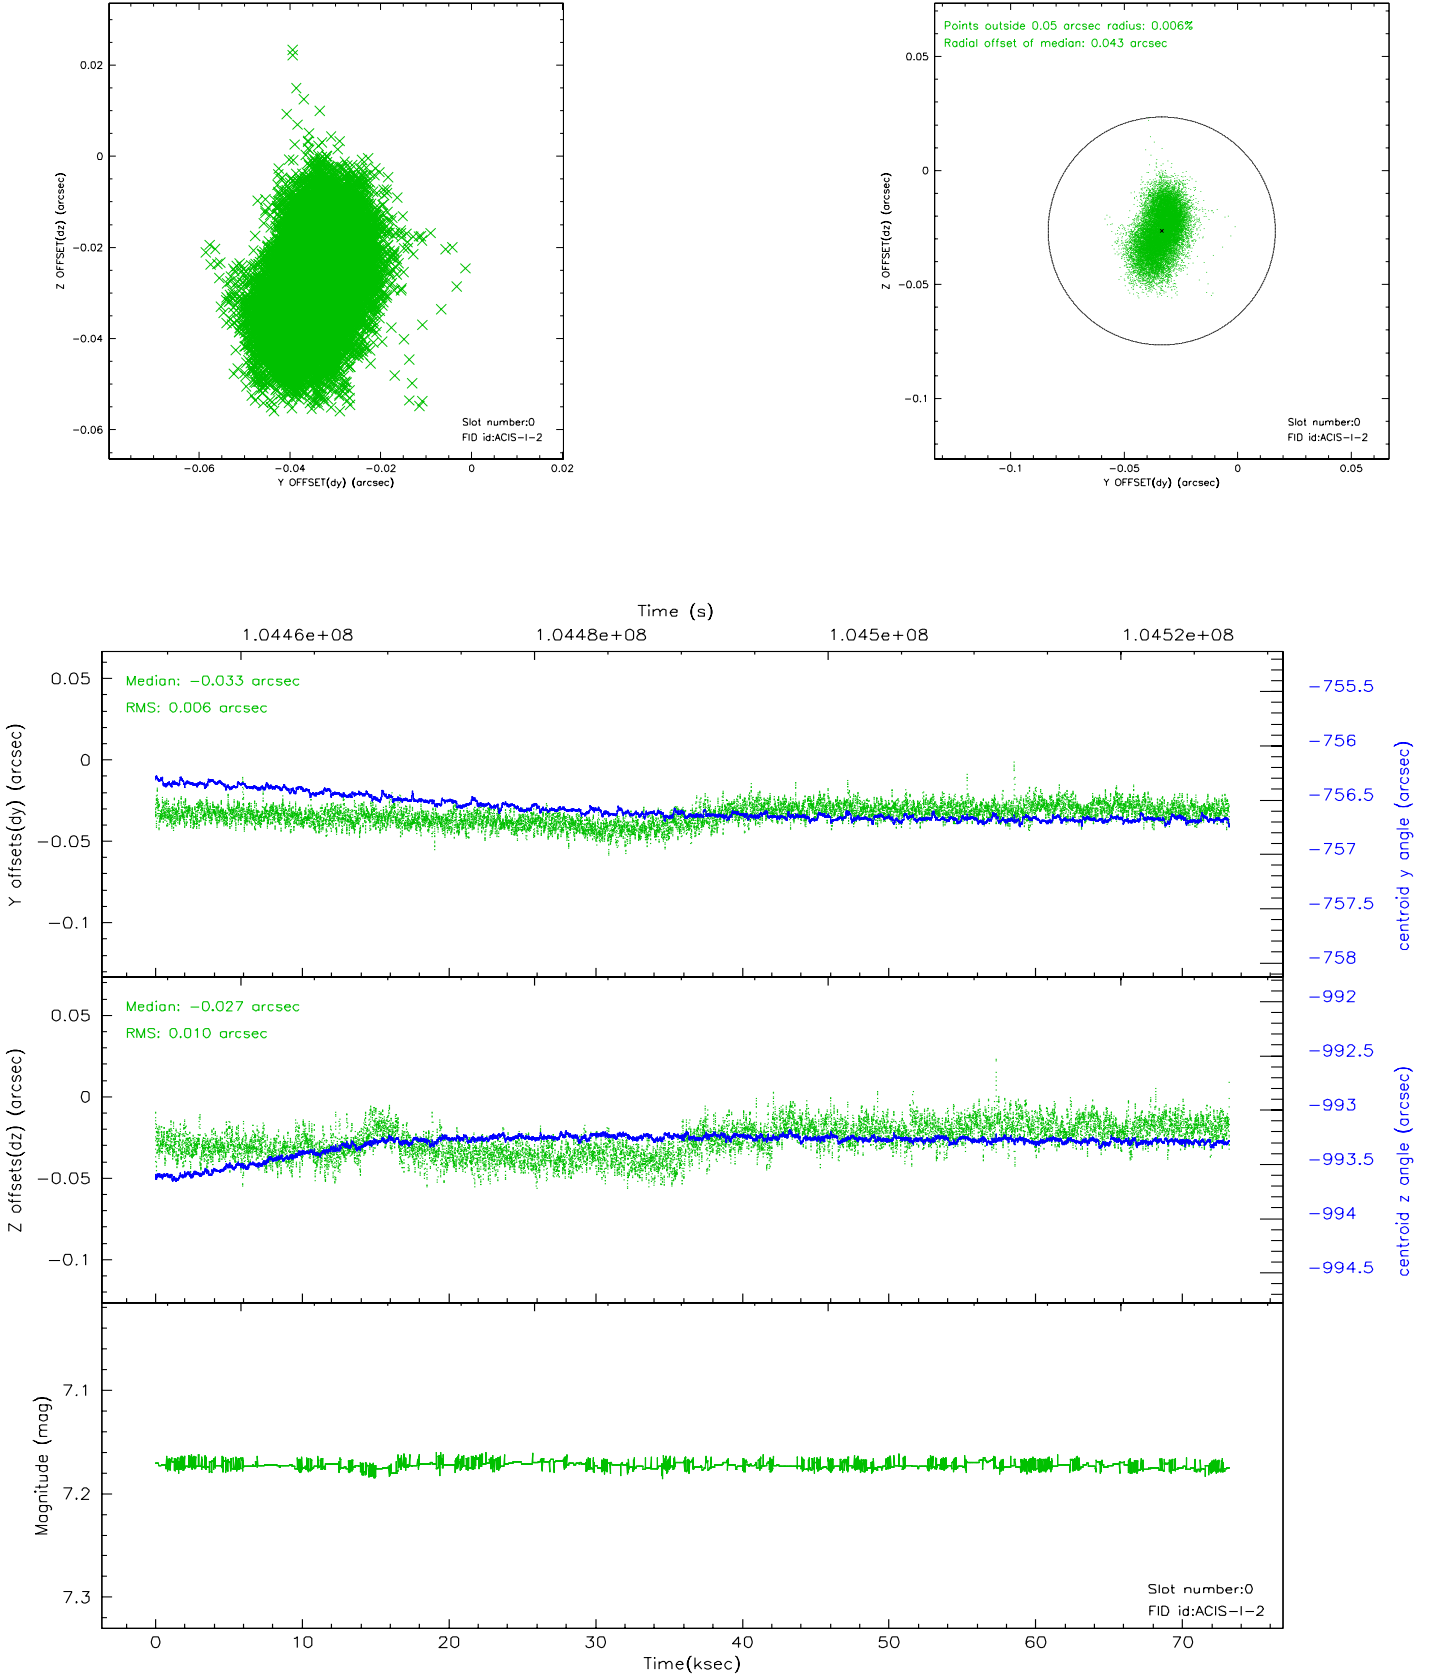 0.02
0
-0.02
-0.04
-0.06
Z OFFSET(dz) (arcsec)
Slot number:0
FID id:ACIS-I-2
-0.06 -0.04 -0.02 0 0.02
Y OFFSET(dy) (arcsec)
Points outside 0.05 arcsec radius: 0.006%
Radial offset of median: 0.043 arcsec
0.05
0
-0.05
-0.1
Z OFFSET(dz) (arcsec)
Slot number:0
FID id:ACIS-I-2
-0.1 -0.05 0 0.05
Y OFFSET(dy) (arcsec)
Time (s)
1.0446e+08 1.0448e+08 1.045e+08 1.0452e+08
Median: -0.033 arcsec
RMS: 0.006 arcsec
0.05
0
-0.05
-0.1
Y offsets(dy) (arcsec)
-755.5
-756
-756.5
-757
-757.5
-758
centroid y angle (arcsec)
Median: -0.027 arcsec
RMS: 0.010 arcsec
0.05
0
-0.05
-0.1
Z offsets(dz) (arcsec)
-992
-992.5
-993
-993.5
-994
-994.5
centroid z angle (arcsec)
7.1
7.2
7.3
Magnitude (mag)
Slot number:0
FID id:ACIS-I-2
0 10 20 30 40 50 60 70
Time(ksec)